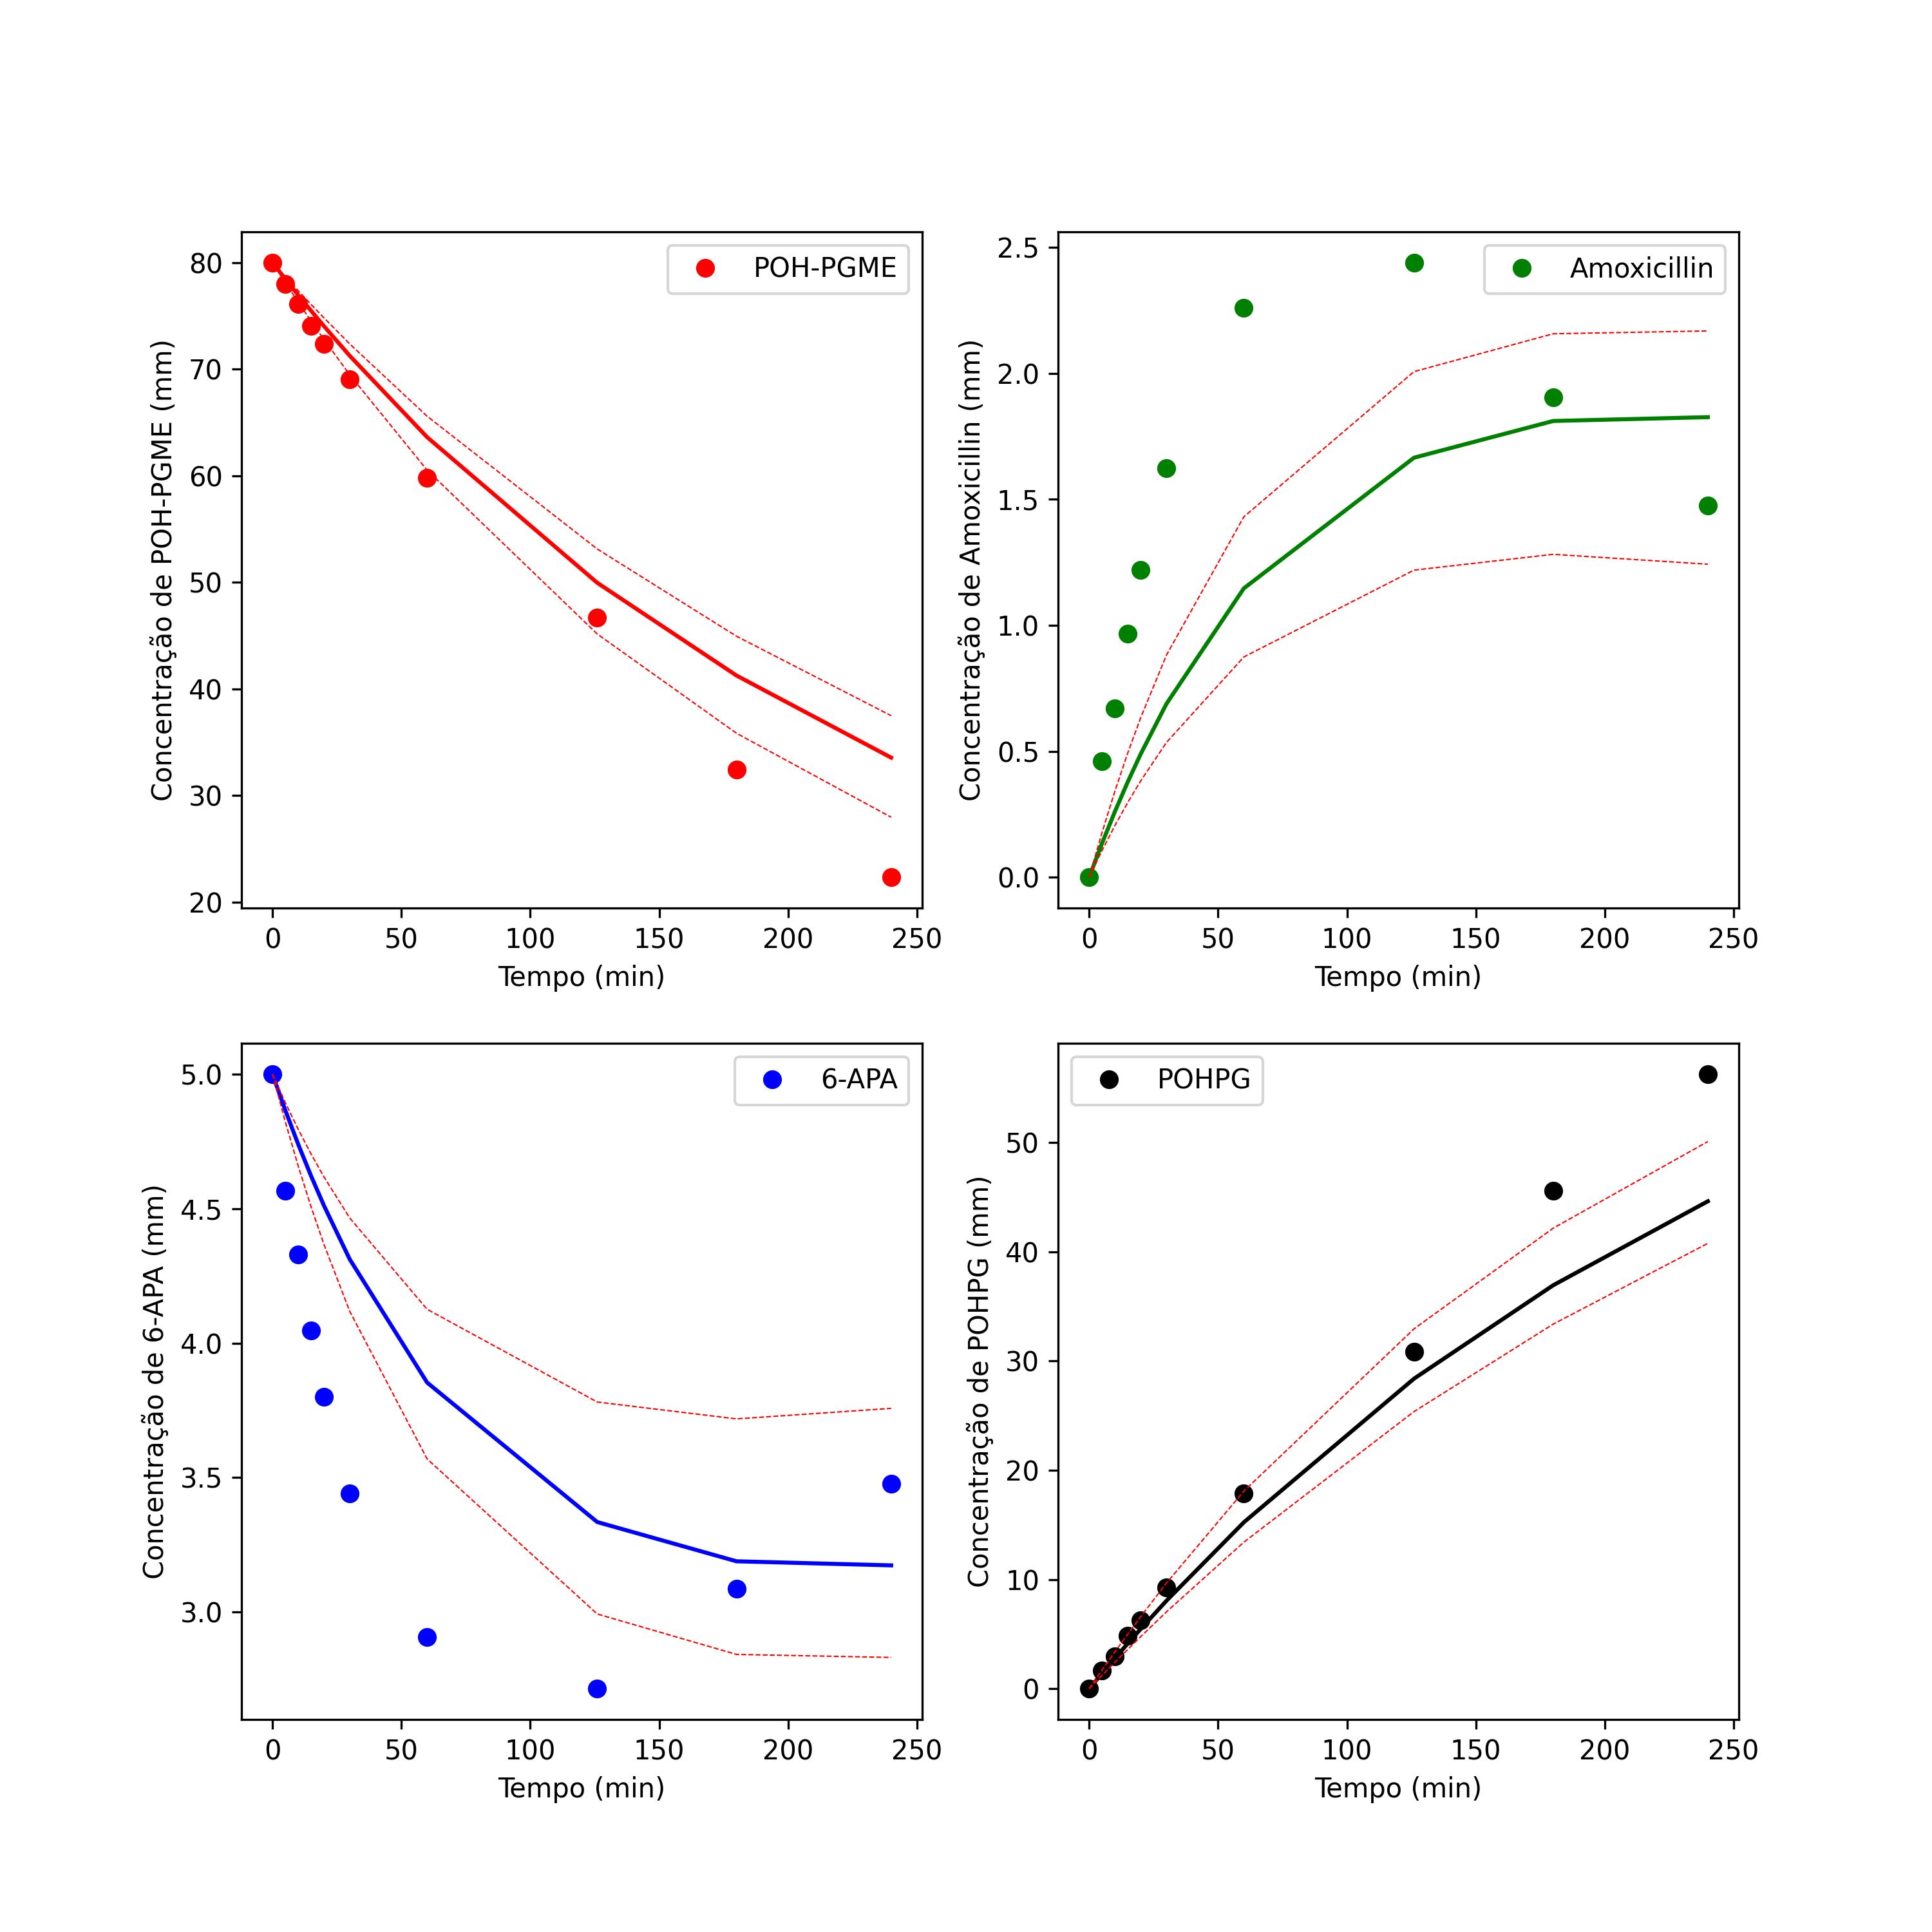 POH-PGME
80
70
60
50
40
30
20
Concentração de POH-PGME (mm)
0 50 100 150 200 250
Tempo (min)
Amoxicillin
2.5
2.0
1.5
1.0
0.5
0.0
Concentração de Amoxicillin (mm)
0 50 100 150 200 250
Tempo (min)
6-APA
5.0
4.5
4.0
3.5
3.0
Concentração de 6-APA (mm)
0 50 100 150 200 250
Tempo (min)
POHPG
50
40
30
20
10
0
Concentração de POHPG (mm)
0 50 100 150 200 250
Tempo (min)